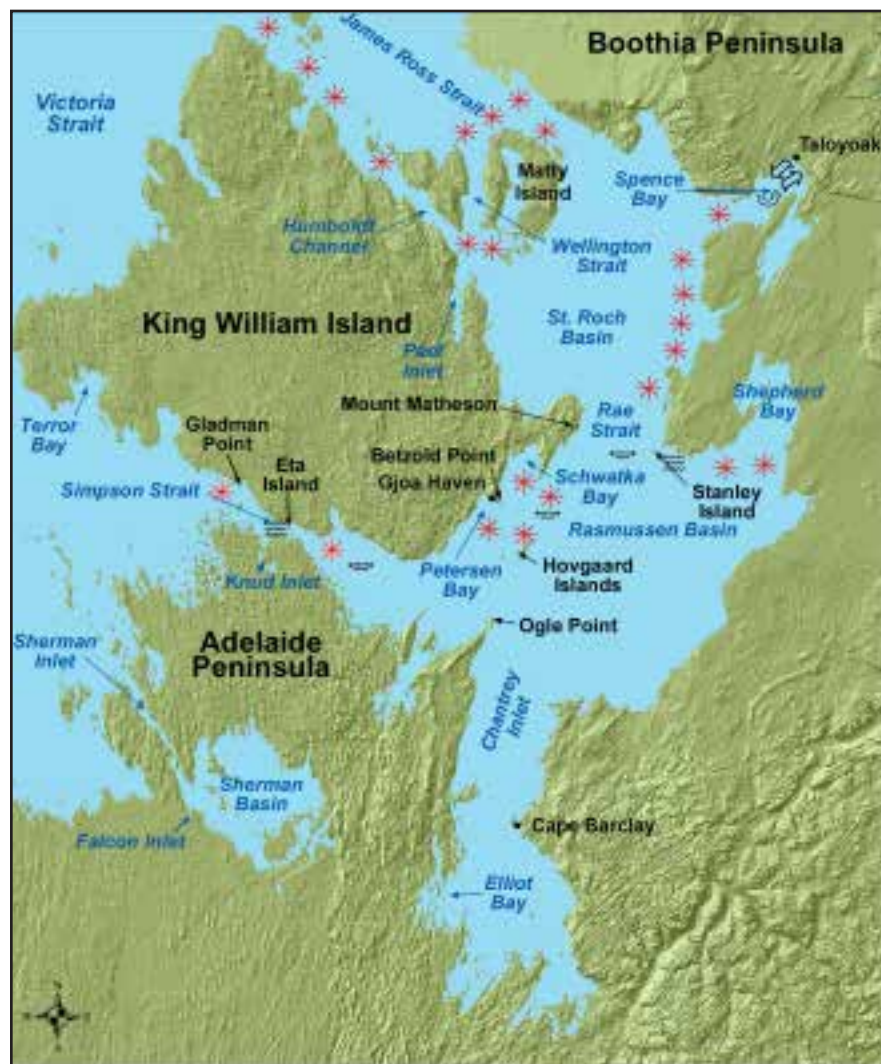 James Ross Strait
Boothia Peninsula
Victoria
Strait
Taloyoak
Matty
Island
Spence
Bay
Humboldt
Channel
Wellington
Strait
King William Island
St. Roch
Basin
Peel
Inlet
Shepherd
Bay
Mount Matheson
Rae
Strait
Terror
Bay
Gladman
Point
Eta
Island
Betzold Point
Gjoa Haven
Schwatka
Bay
Simpson Strait
Stanley
Island
Rasmussen Basin
Knud Inlet
Petersen
Bay
Hovgaard
Islands
Ogle Point
Sherman
Inlet
Adelaide
Peninsula
Chantrey
Inlet
Sherman
Basin
Falcon Inlet
Cape Barclay
Elliot
Bay